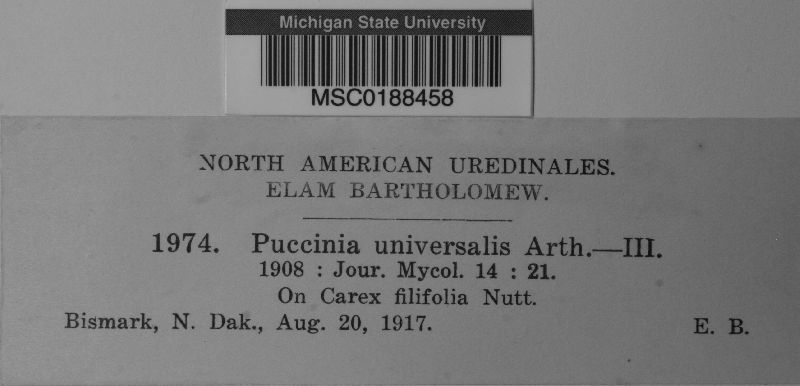 Michigan State University
MSC0188458
NORTH AMERICAN UREDINALES.
ELAM BARTHOLOMEW.
1974. Puccinia universalis Arth.—III.
1908 : Jour. Mycol. 14 : 21.
On Carex filifolia Nutt.
Bismark, N. Dak., Aug. 20, 1917. E. B.